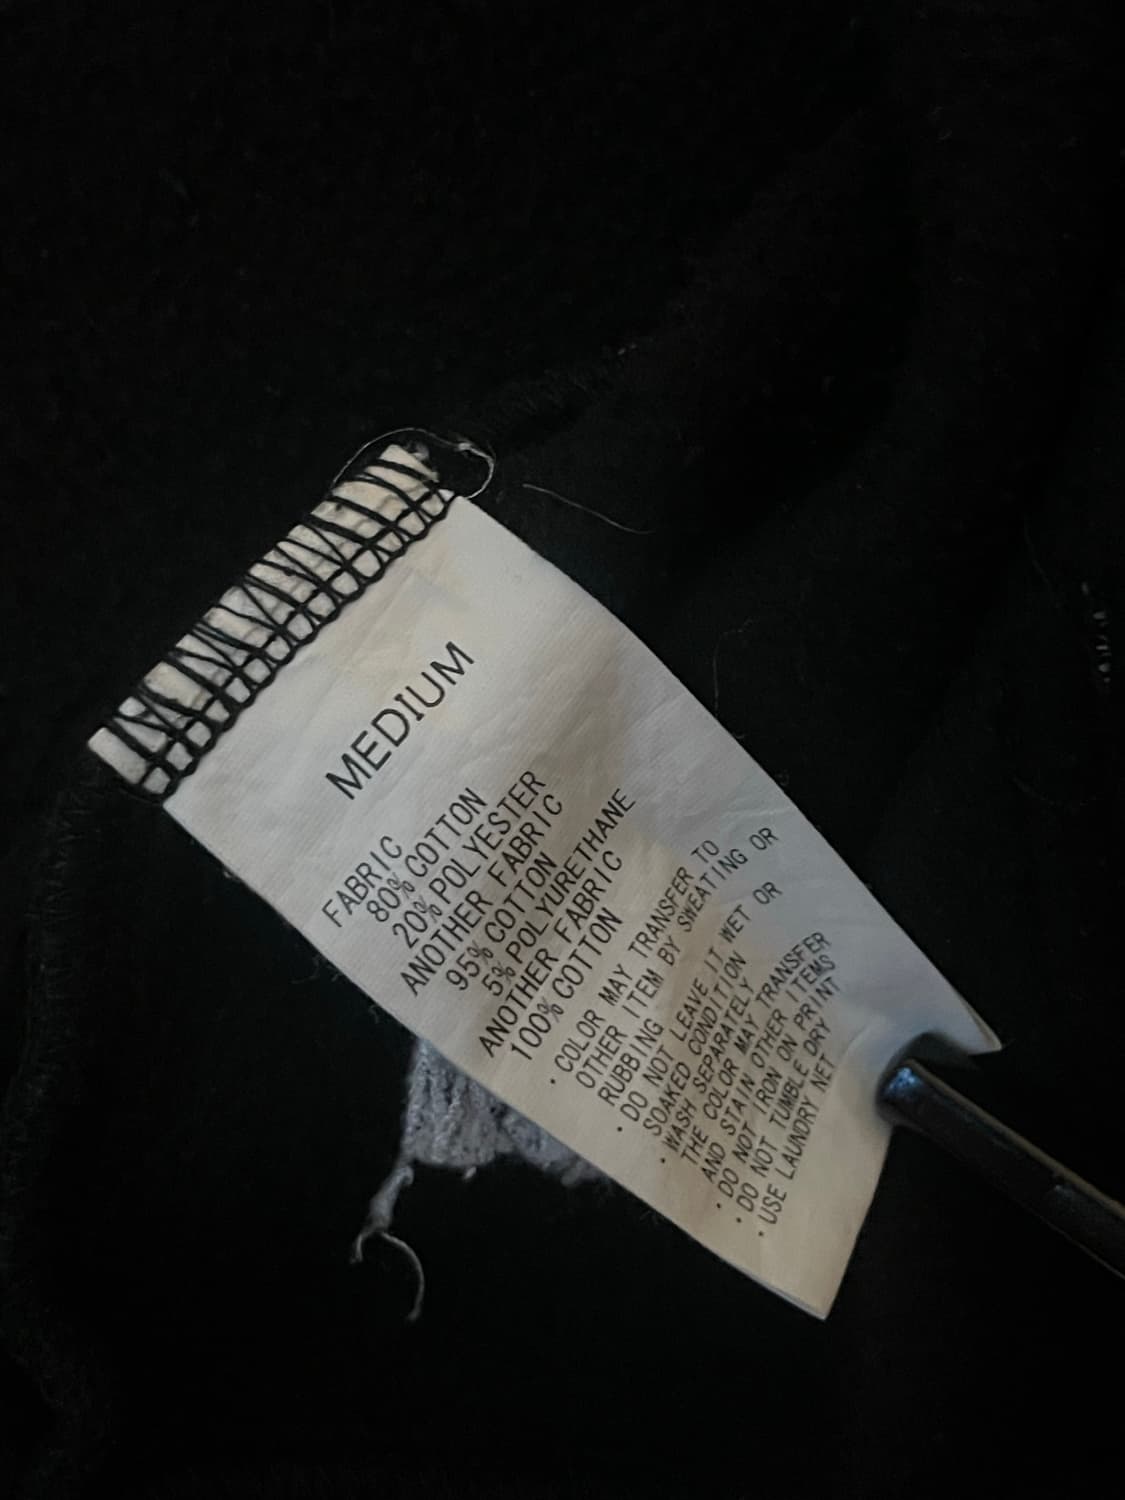 MEDIUM
FABRIC
80% COTTON
20% POLYESTER
ANOTHER FABRIC
95% COTTON
5% POLYURETHANE
ANOTHER FABRIC
100% COTTON
· COLOR MAY TRANSFER TO
OTHER ITEM BY SWEATING OR
RUBBING
· DO NOT LEAVE IT WET OR
SOAKED CONDITION
· WASH SEPARATELY
THE COLOR MAY TRANSFER
AND STAIN OTHER ITEMS
· DO NOT IRON ON PRINT
· DO NOT TUMBLE DRY
· USE LAUNDRY NET